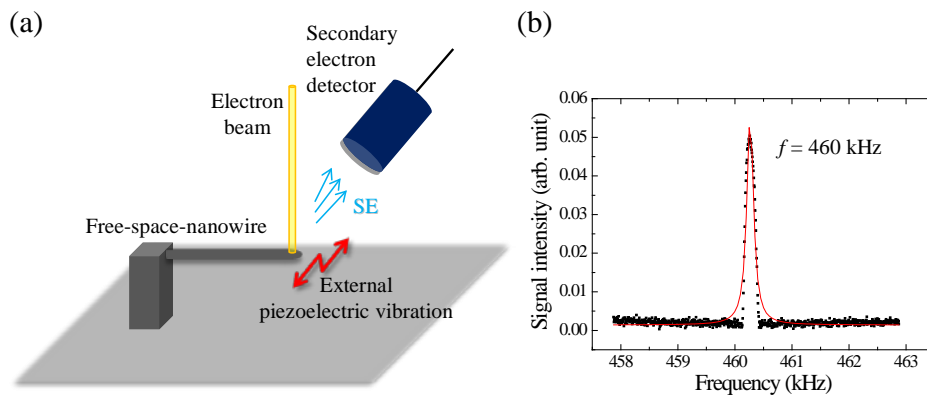 (a)
Secondary
electron
detector
Electron
beam
SE
Free-space-nanowire
External
piezoelectric vibration
(b)
Signal intensity (arb. unit)
0.06
0.05
0.04
0.03
0.02
0.01
0.00
f = 460 kHz
458 459 460 461 462 463
Frequency (kHz)